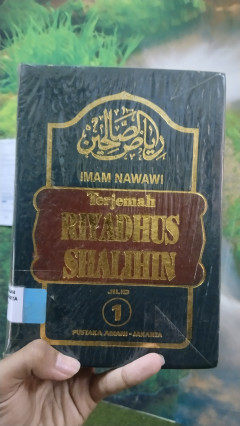 رياض الصالحين
IMAM NAWAWI
Terjemah
RIYADHUS
SHALIHIN
JILID
1
PUSTAKA AMANI - JAKARTA